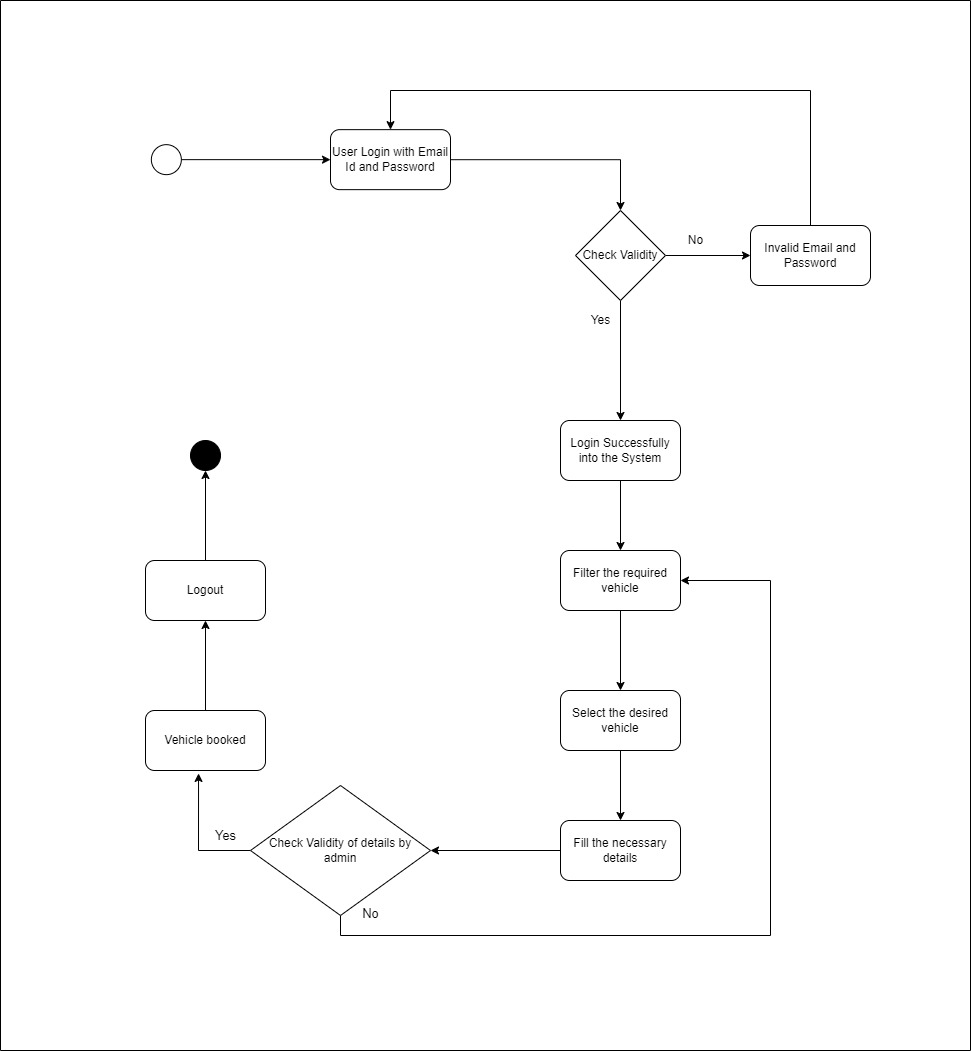 User Login with Email
Id and Password
Check Validity
No
Invalid Email and
Password
Yes
Login Successfully
into the System
Filter the required
vehicle
Select the desired
vehicle
Fill the necessary
details
Check Validity of details by
admin
No
Yes
Vehicle booked
Logout